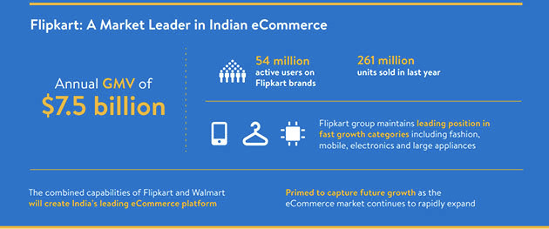 Flipkart: A Market Leader in Indian eCommerce
Annual GMV of
$7.5 billion
54 million
active users on
Flipkart brands
261 million
units sold in last year
Flipkart group maintains leading position in
fast growth categories including fashion,
mobile, electronics and large appliances
The combined capabilities of Flipkart and Walmart
will create India's leading eCommerce platform
Primed to capture future growth as the
eCommerce market continues to rapidly expand